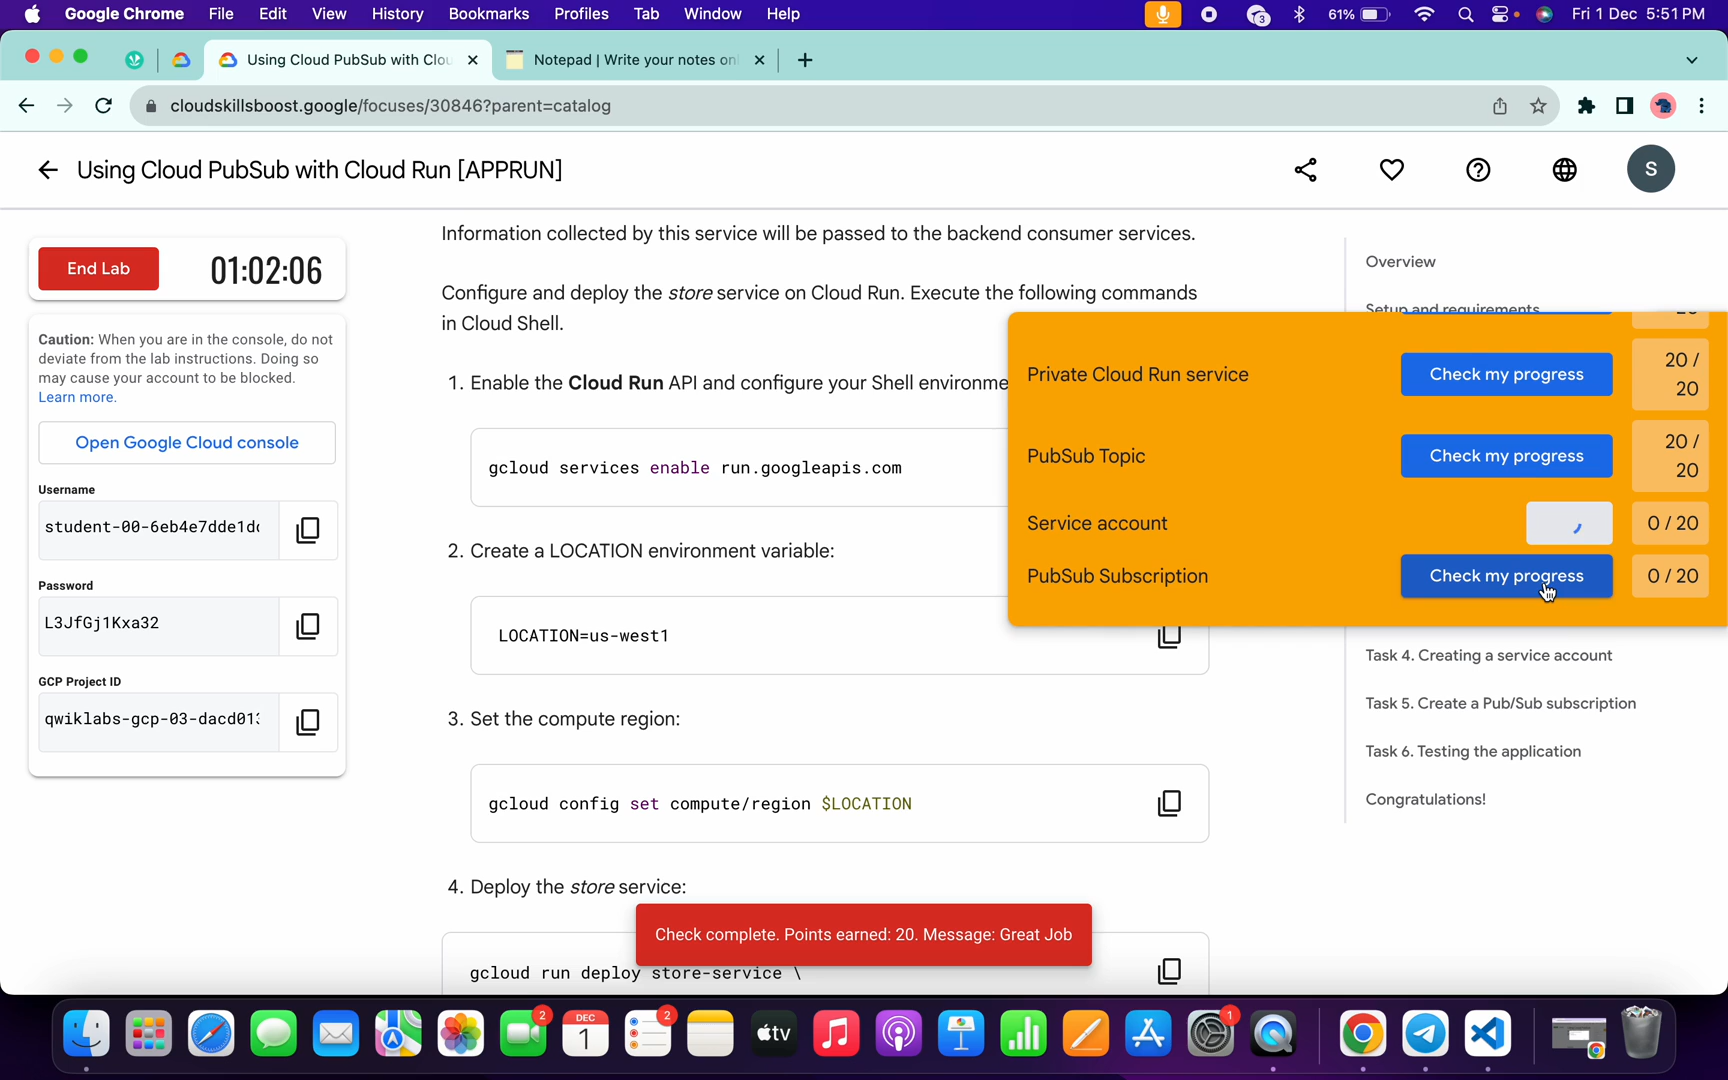 Google Chrome File Edit View History Bookmarks Profiles Tab Window Help 3 61% Fri 1 Dec 5:51 PM
Using Cloud PubSub with Clou Notepad | Write your notes on
cloudskillsboost.google/focuses/30846?parent=catalog
Using Cloud PubSub with Cloud Run [APPRUN]
S
End Lab 01:02:06
Caution: When you are in the console, do not
deviate from the lab instructions. Doing so
may cause your account to be blocked.
Learn more.
Open Google Cloud console
Username
student-00-6eb4e7dde1d
Password
L3JfGj1Kxa32
GCP Project ID
qwiklabs-gcp-03-dacd013
Information collected by this service will be passed to the backend consumer services.
Configure and deploy the store service on Cloud Run. Execute the following commands
in Cloud Shell.
1. Enable the Cloud Run API and configure your Shell environme
gcloud services enable run.googleapis.com
2. Create a LOCATION environment variable:
LOCATION=us-west1
3. Set the compute region:
gcloud config set compute/region $LOCATION
4. Deploy the store service:
gcloud run deploy store-service \
Check complete. Points earned: 20. Message: Great Job
Overview
Setup and requirements
Private Cloud Run service Check my progress 20 /
20
PubSub Topic Check my progress 20 /
20
Service account 0 / 20
PubSub Subscription Check my progress 0 / 20
Task 4. Creating a service account
Task 5. Create a Pub/Sub subscription
Task 6. Testing the application
Congratulations!
2 DEC
1 2 tv 1